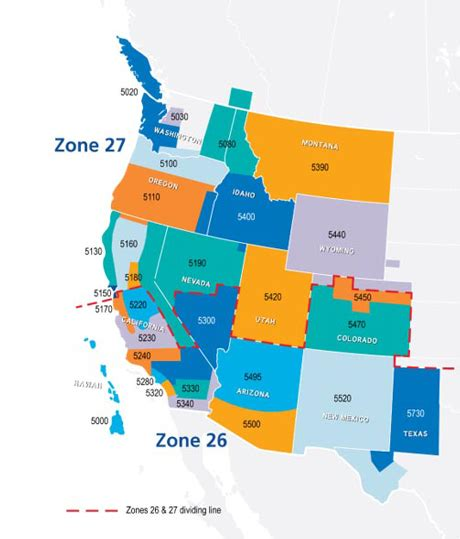 5020
5030
WASHINGTON
5080
MONTANA
5390
Zone 27
5100
OREGON
5110
IDAHO
5400
5440
WYOMING
5130
5160
5190
NEVADA
5180
5420
UTAH
5450
5150
5170
5220
CALIFORNIA
5300
5470
COLORADO
5230
5240
HAWAII
5280
5320
5330
5340
5495
ARIZONA
5520
NEW MEXICO
5730
TEXAS
5000
5500
Zone 26
Zones 26 & 27 dividing line